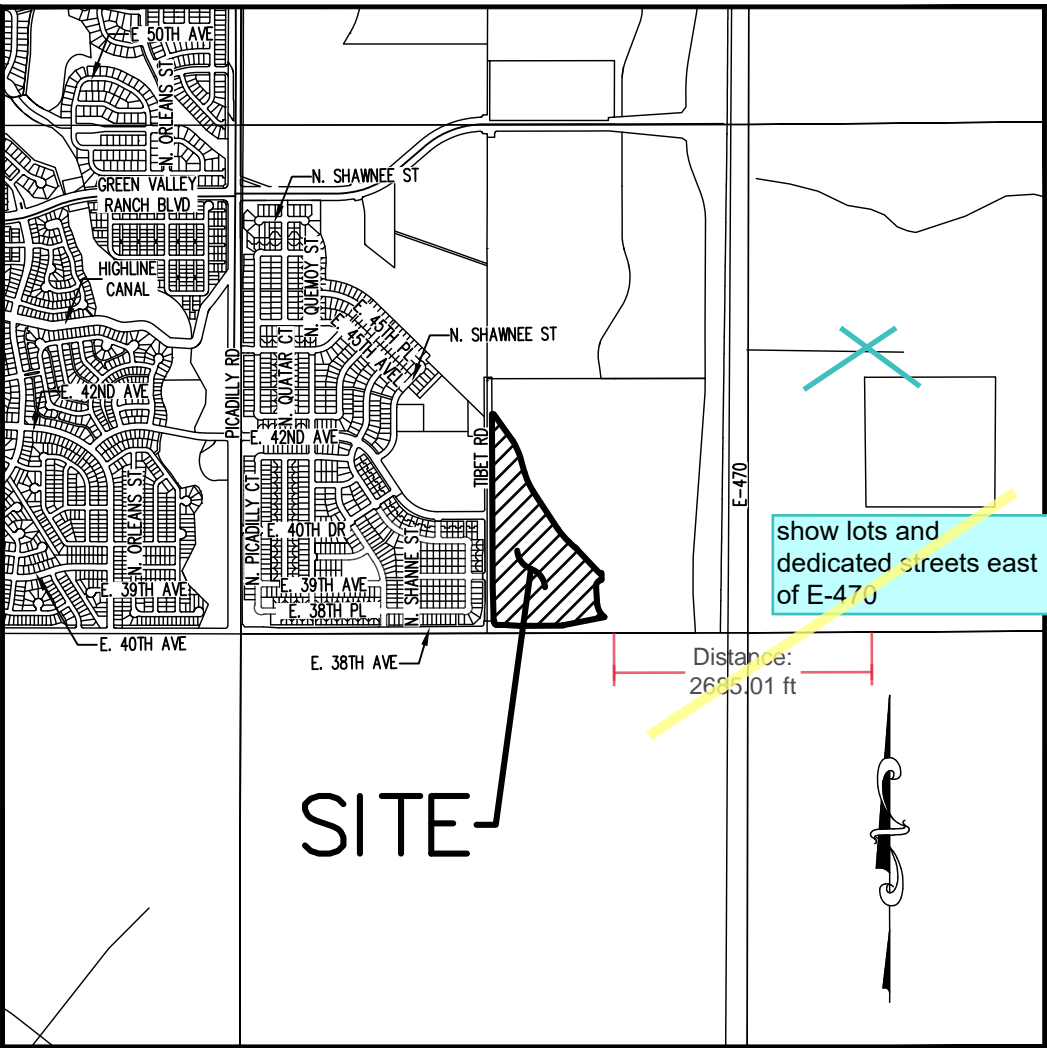 E 50TH AVE
N. ORLEANS ST
N. SHAWNEE ST
GREEN VALLEY
RANCH BLVD
HIGHLINE
CANAL
N. QUEMOY ST
E. 45TH PL
E. 45TH AVE
N. SHAWNEE ST
PICADILLY RD
N. QUATAR CT
E. 42ND AVE
E. 42ND AVE
TIBET RD
E-470
N. ORLEANS ST
N. PICADILLY CT
E. 40TH DR
N. SHANNE ST
show lots and
dedicated streets east
of E-470
E. 39TH AVE
E. 39TH AVE
E. 38TH PL
E. 40TH AVE
E. 38TH AVE
Distance:
2685.01 ft
SITE